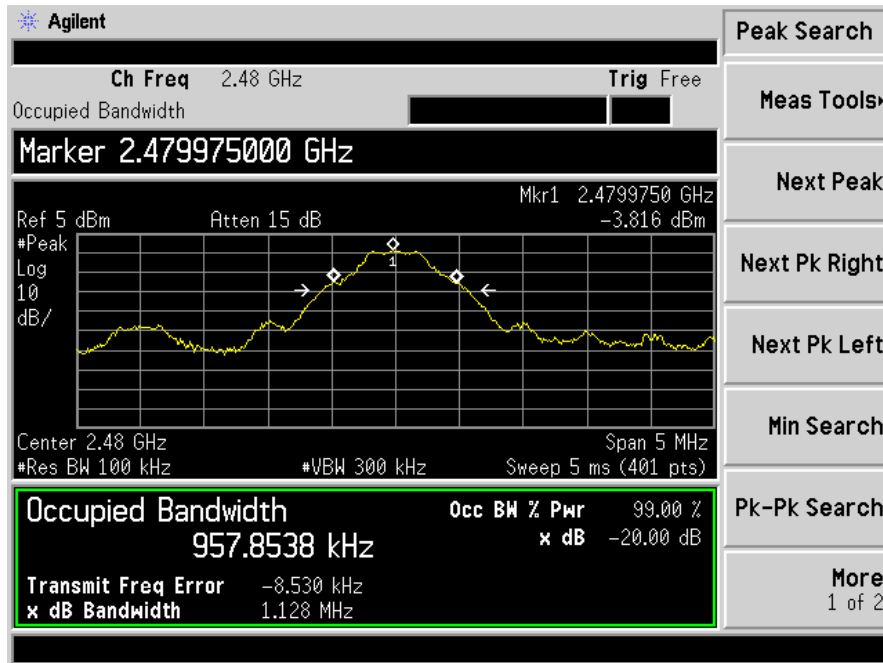 Agilent
Ch Freq 2.48 GHz Trig Free
Occupied Bandwidth
Marker 2.479975000 GHz
Mkr1 2.4799750 GHz
Ref 5 dBm Atten 15 dB -3.816 dBm
#Peak
Log
10
dB/
1
Center 2.48 GHz Span 5 MHz
#Res BW 100 kHz #VBW 300 kHz Sweep 5 ms (401 pts)
Occupied Bandwidth
957.8538 kHz
Occ BW % Pwr 99.00 %
x dB -20.00 dB
Transmit Freq Error -8.530 kHz
x dB Bandwidth 1.128 MHz
Peak Search
Meas Tools
Next Peak
Next Pk Right
Next Pk Left
Min Search
Pk-Pk Search
More
1 of 2